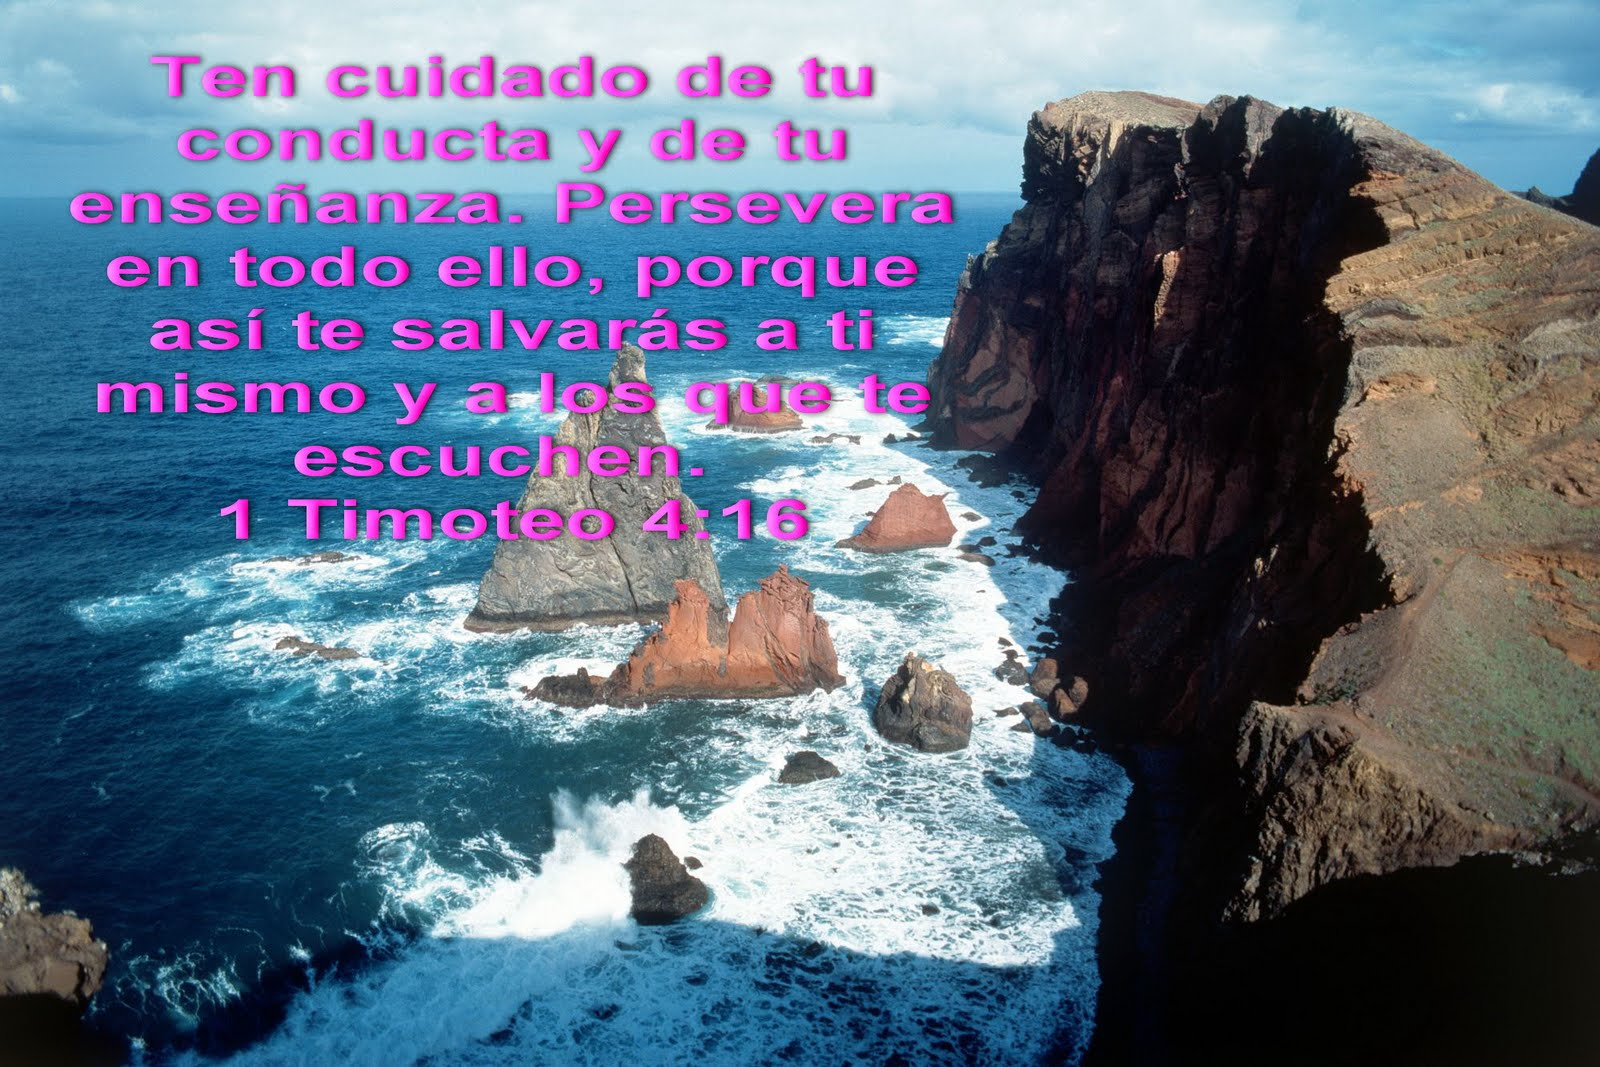 Ten cuidado de tu
conducta y de tu
enseñanza. Persevera
en todo ello, porque
así te salvarás a ti
mismo y a los que te
escuchen.
1 Timoteo 4:16